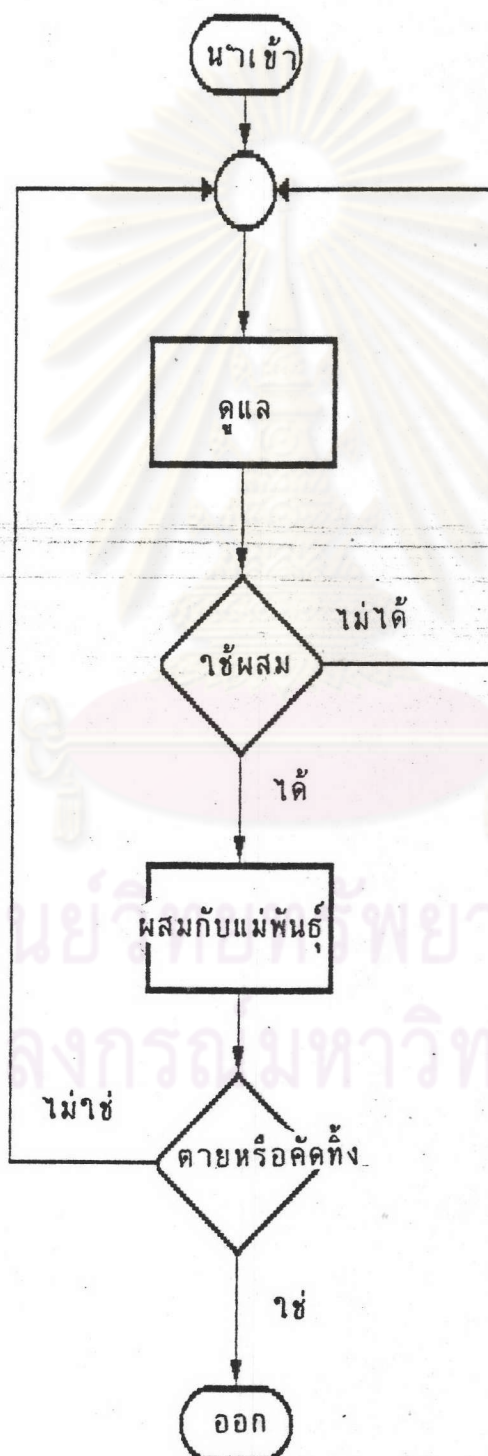 นำเข้า
ดูแล
ไม่ได้
ใช้ผสม
ได้
ผสมกับแม่พันธุ์
ไม่ใช่
ตายหรือคัดทิ้ง
ใช่
ออก